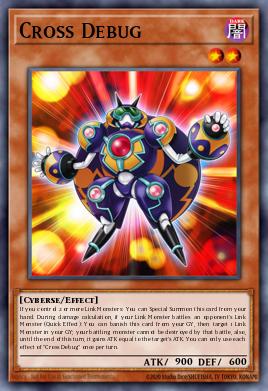 Cross Debug
DARK
闇
[Cyberse/Effect]
If you control 2 or more Link Monsters: You can Special Summon this card from your
hand. During damage calculation, if your Link Monster battles an opponent's Link
Monster (Quick Effect): You can banish this card from your GY, then target 1 Link
Monster in your GY; your battling monster cannot be destroyed by that battle, also,
until the end of this turn, it gains ATK equal to the target's ATK. You can only use each
effect of "Cross Debug" once per turn.
ATK/ 900 DEF/ 600
©2020 Studio Dice/SHUEISHA, TV TOKYO, KONAMI